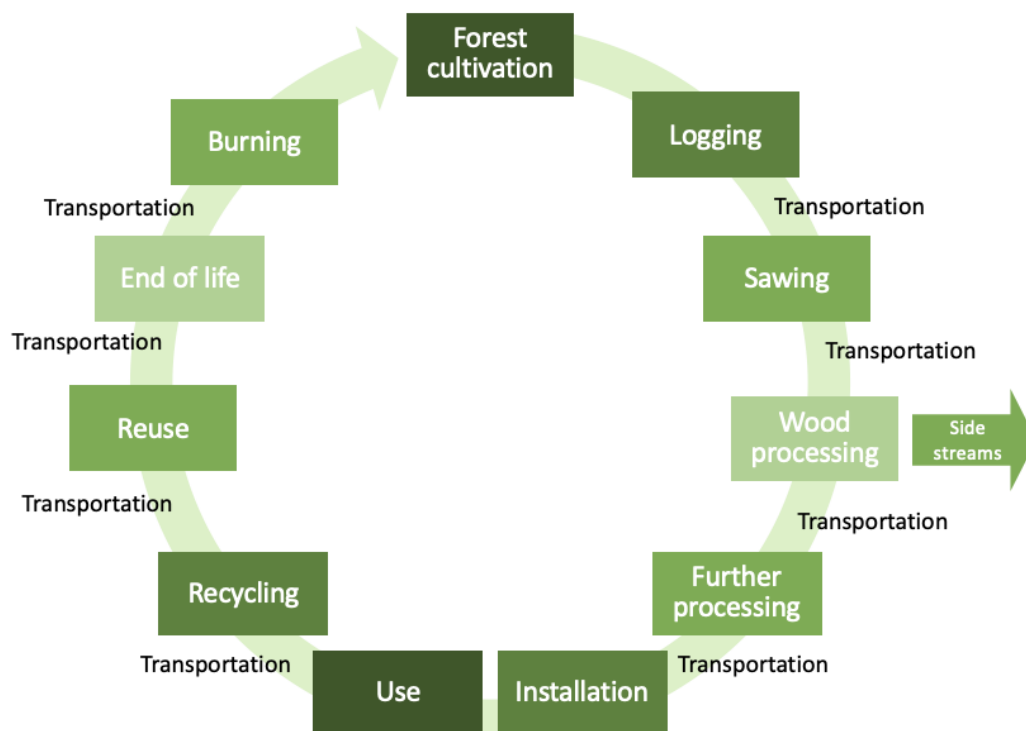 Forest
cultivation
Logging
Transportation
Sawing
Transportation
Wood
processing
Side
streams
Transportation
Further
processing
Transportation
Installation
Use
Transportation
Recycling
Transportation
Reuse
Transportation
End of life
Transportation
Burning